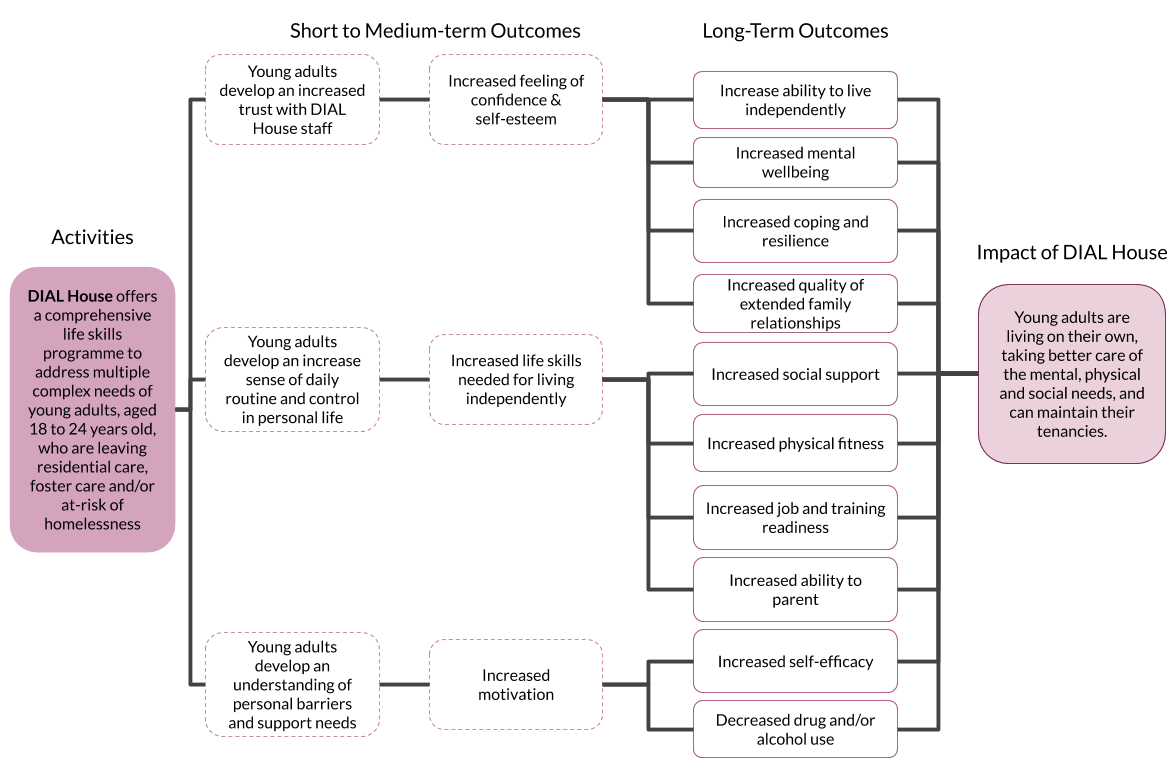 Short to Medium-term Outcomes
Long-Term Outcomes
Activities
Impact of DIAL House
DIAL House offers
a comprehensive
life skills
programme to
address multiple
complex needs of
young adults, aged
18 to 24 years old,
who are leaving
residential care,
foster care and/or
at-risk of
homelessness
Young adults
develop an increased
trust with DIAL
House staff
Increased feeling of
confidence &
self-esteem
Young adults
develop an increase
sense of daily
routine and control
in personal life
Increased life skills
needed for living
independently
Young adults
develop an
understanding of
personal barriers
and support needs
Increased
motivation
Increase ability to live
independently
Increased mental
wellbeing
Increased coping and
resilience
Increased quality of
extended family
relationships
Increased social support
Increased physical fitness
Increased job and training
readiness
Increased ability to
parent
Increased self-efficacy
Decreased drug and/or
alcohol use
Young adults are
living on their own,
taking better care of
the mental, physical
and social needs, and
can maintain their
tenancies.